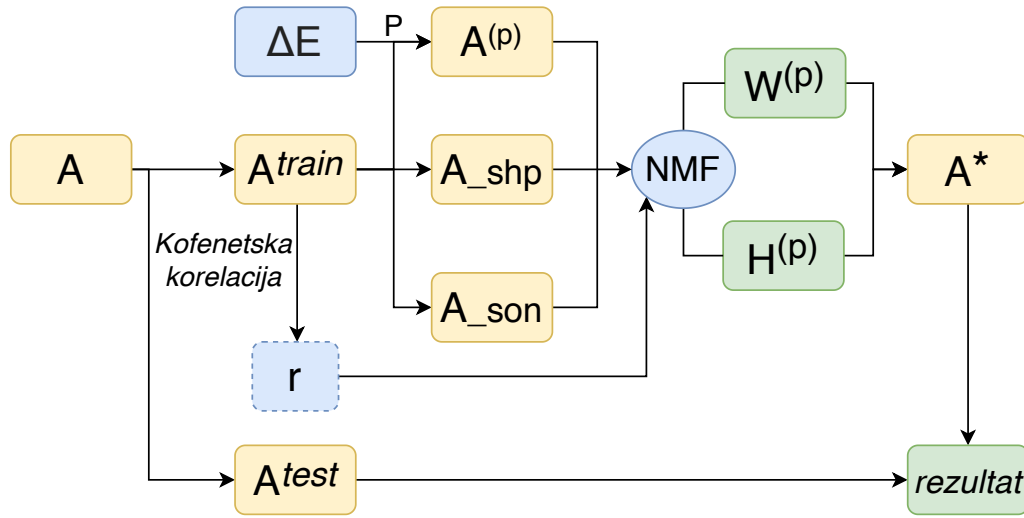 ΔE
P
A(p)
W(p)
A
Atrain
A_shp
NMF
A*
Kofenetska
korelacija
H(p)
A_son
r
Atest
rezultat